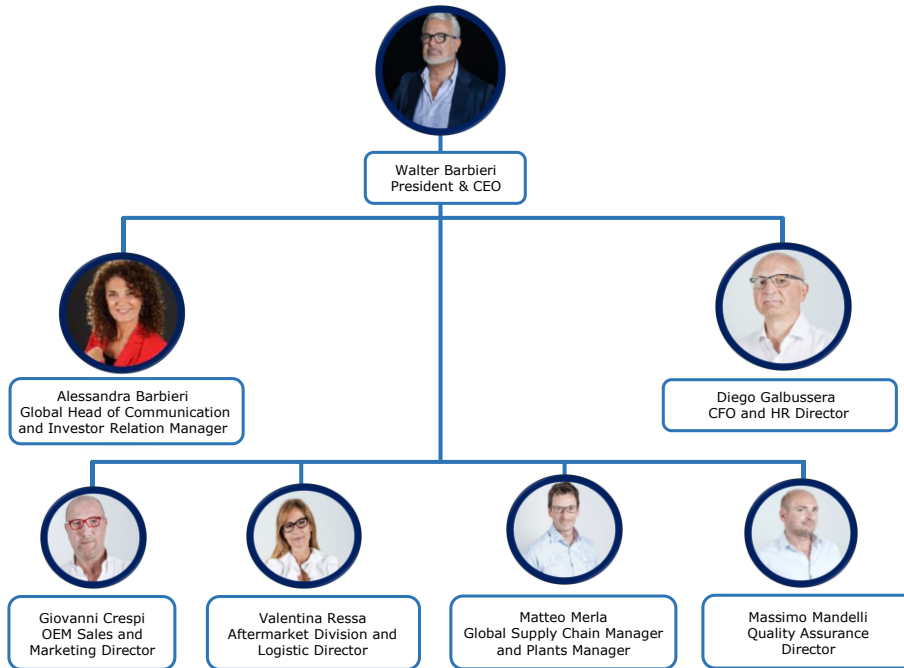 Walter Barbieri
President & CEO
Alessandra Barbieri
Global Head of Communication
and Investor Relation Manager
Diego Galbussera
CFO and HR Director
Giovanni Crespi
OEM Sales and
Marketing Director
Valentina Ressa
Aftermarket Division and
Logistic Director
Matteo Merla
Global Supply Chain Manager
and Plants Manager
Massimo Mandelli
Quality Assurance
Director